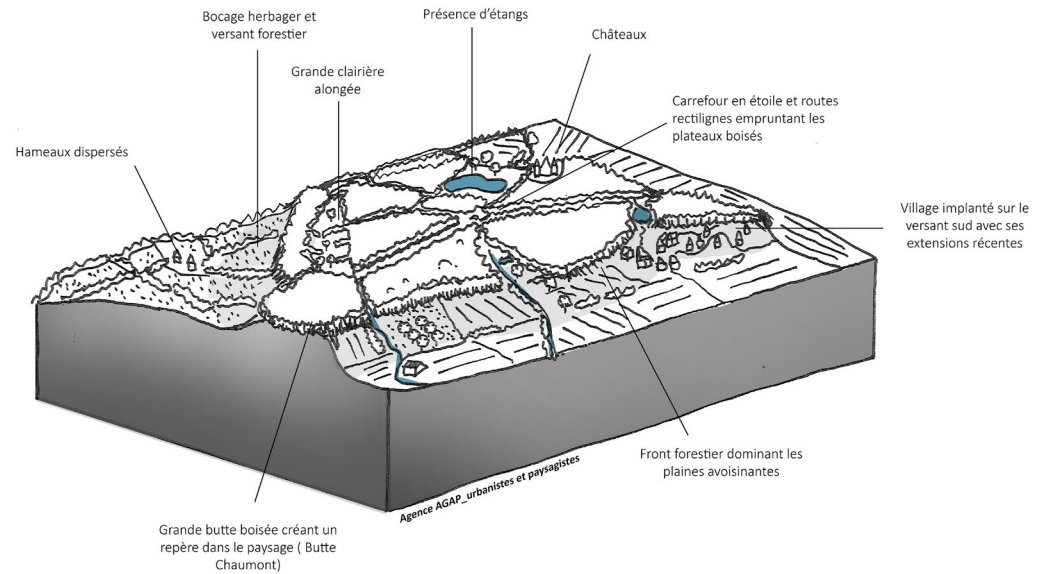 Bocage herbager et
versant forestier
Présence d'étangs
Châteaux
Grande clairière
alongée
Carrefour en étoile et routes
rectilignes empruntant les
plateaux boisés
Hameaux dispersés
Village implanté sur le
versant sud avec ses
extensions récentes
Front forestier dominant les
plaines avoisinantes
Agence AGAP_urbanistes et paysagistes
Grande butte boisée créant un
repère dans le paysage ( Butte
Chaumont)